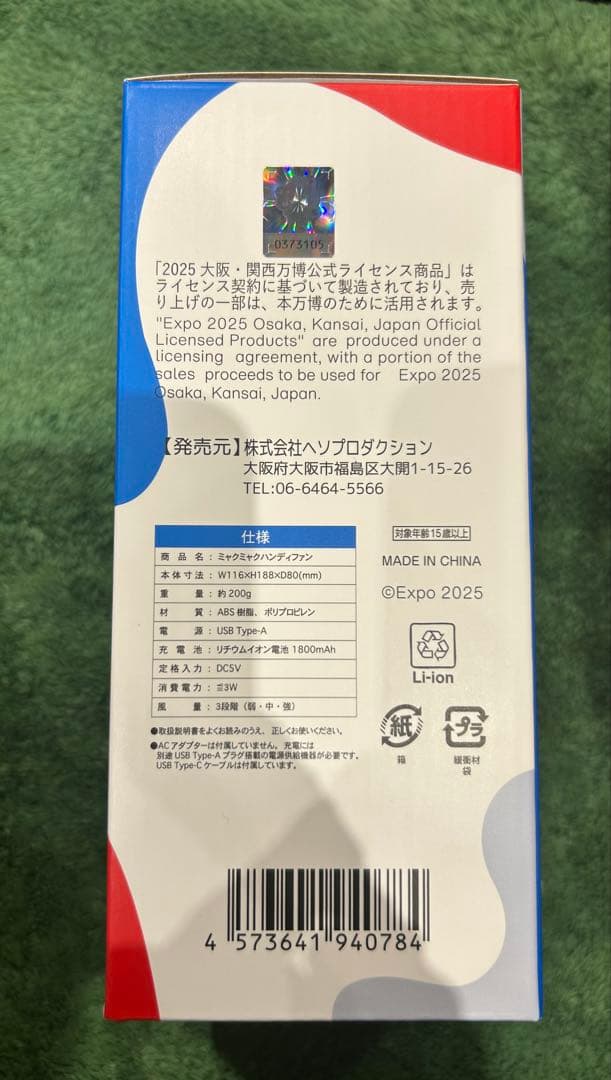 0373105
「2025 大阪・関西万博公式ライセンス商品」は
ライセンス契約に基づいて製造されており、売
り上げの一部は、本万博のために活用されます。
"Expo 2025 Osaka, Kansai, Japan Official
Licensed Products" are produced under a
licensing agreement, with a portion of the
sales proceeds to be used for Expo 2025
Osaka, Kansai, Japan.
【発売元】株式会社ヘソプロダクション
大阪府大阪市福島区大開1-15-26
TEL:06-6464-5566
仕様
商品名:ミャクミャクハンディファン
本体寸法:W116×H188×D80(mm)
重量:約200g
材質:ABS樹脂、ポリプロピレン
電源:USB Type-A
充電池:リチウムイオン電池 1800mAh
定格入力:DC5V
消費電力:≦3W
風量:3段階(弱・中・強)
●取扱説明書をよくお読みのうえ、正しくお使いください。
●ACアダプターは付属していません。充電には
別途USB Type-Aプラグ搭載の電源供給機器が必要です。
USB Type-Cケーブルは付属しています。
対象年齢15歳以上
MADE IN CHINA
©Expo 2025
Li-ion
紙
箱
プラ
緩衝材
袋
4 573641 940784